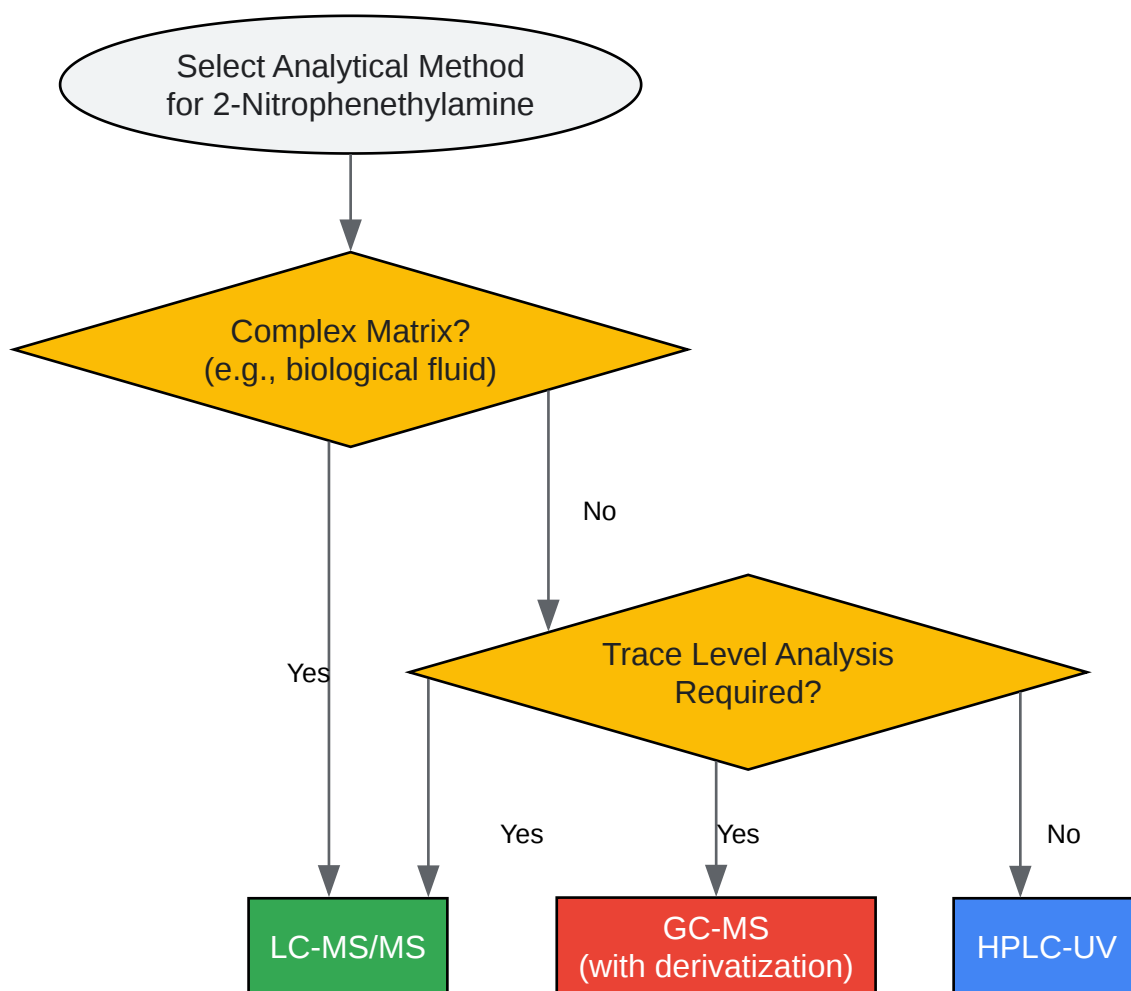 Select Analytical Method
for 2-Nitrophenethylamine
Complex Matrix?
(e.g., biological fluid)
No
Yes
Trace Level Analysis
Required?
Yes
Yes
No
LC-MS/MS
GC-MS
(with derivatization)
HPLC-UV